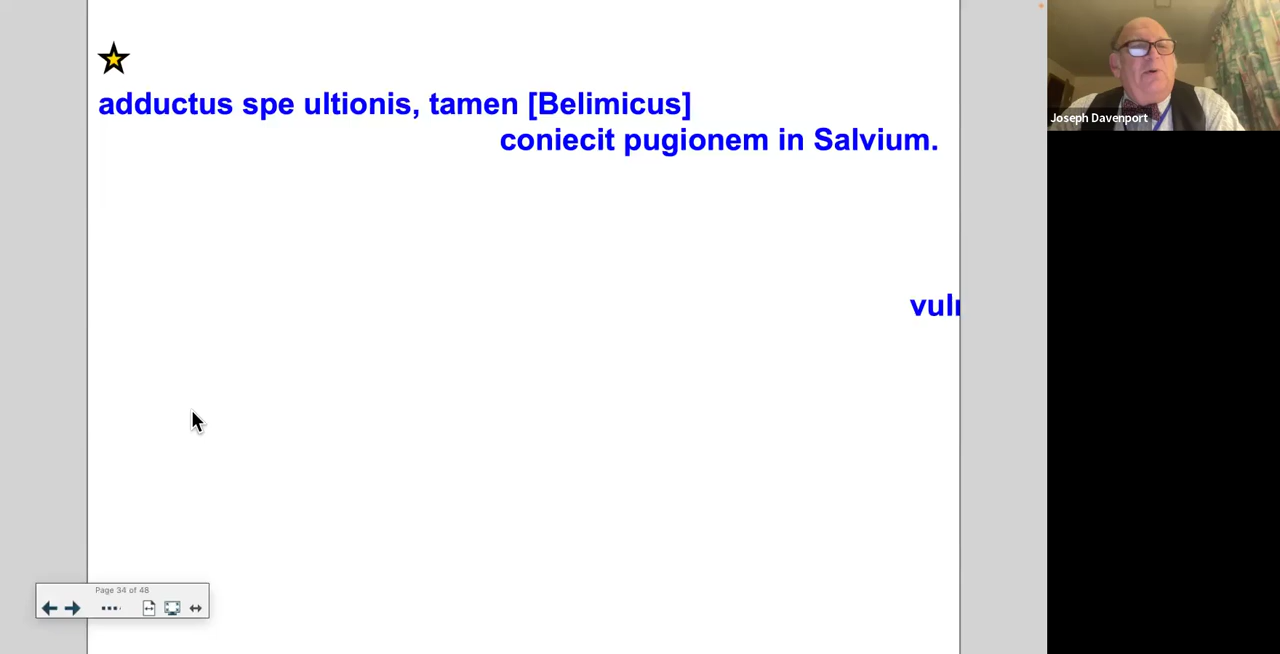 adductus spe ultionis, tamen [Belimicus]
coniecit pugionem in Salvium.
Joseph Davenport
Page 34 of 48